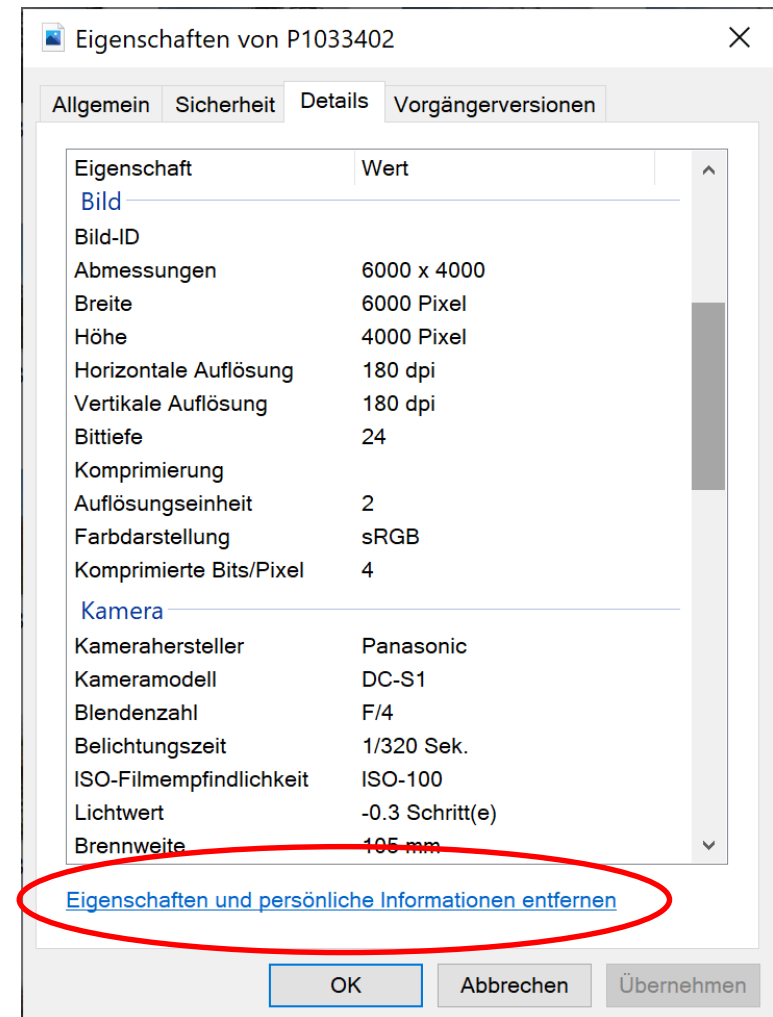 Eigenschaften von P1033402
Allgemein Sicherheit Details Vorgängerversionen
Eigenschaft Wert
Bild
Bild-ID
Abmessungen 6000 x 4000
Breite 6000 Pixel
Höhe 4000 Pixel
Horizontale Auflösung 180 dpi
Vertikale Auflösung 180 dpi
Bittiefe 24
Komprimierung
Auflösungseinheit 2
Farbdarstellung sRGB
Komprimierte Bits/Pixel 4
Kamera
Kamerahersteller Panasonic
Kameramodell DC-S1
Blendenzahl F/4
Belichtungszeit 1/320 Sek.
ISO-Filmempfindlichkeit ISO-100
Lichtwert -0.3 Schritt(e)
Brennweite 105 mm
Eigenschaften und persönliche Informationen entfernen
OK Abbrechen Übernehmen